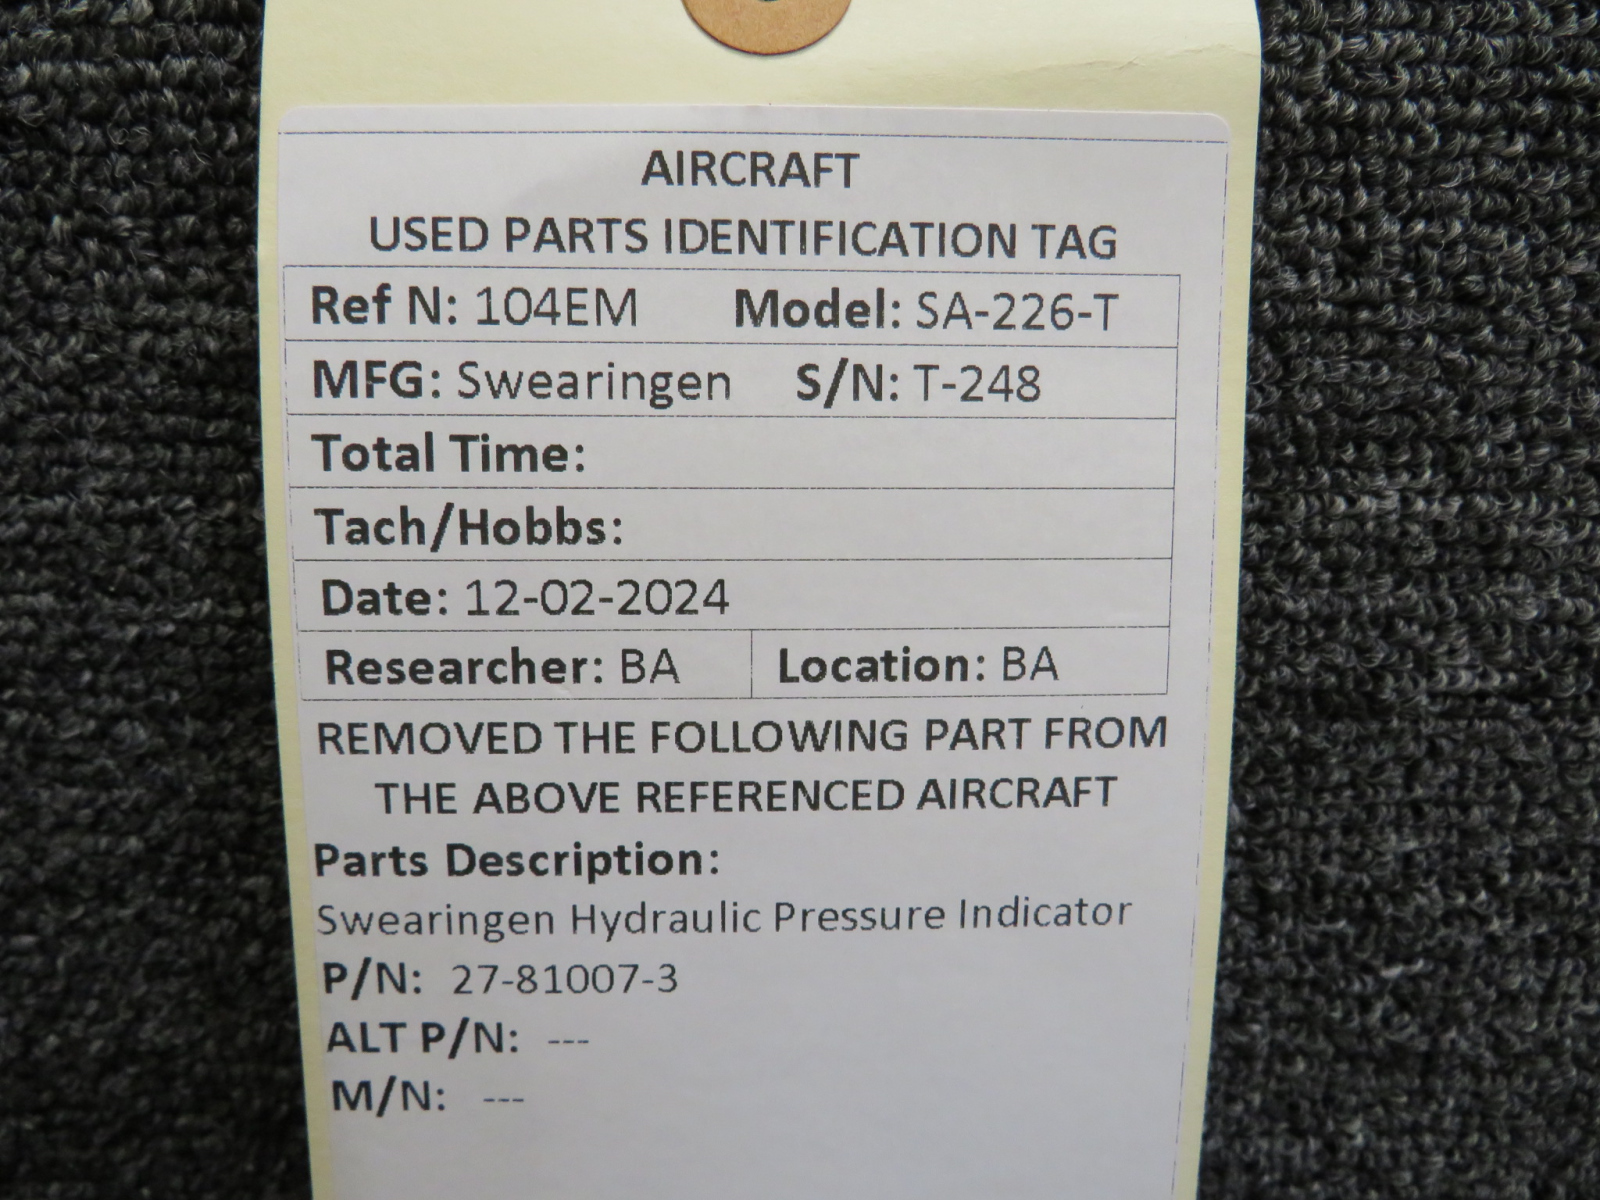 AIRCRAFT
USED PARTS IDENTIFICATION TAG
Ref N: 104EM Model: SA-226-T
MFG: Swearingen S/N: T-248
Total Time:
Tach/Hobbs:
Date: 12-02-2024
Researcher: BA Location: BA
REMOVED THE FOLLOWING PART FROM
THE ABOVE REFERENCED AIRCRAFT
Parts Description:
Swearingen Hydraulic Pressure Indicator
P/N: 27-81007-3
ALT P/N: ---
M/N: ---